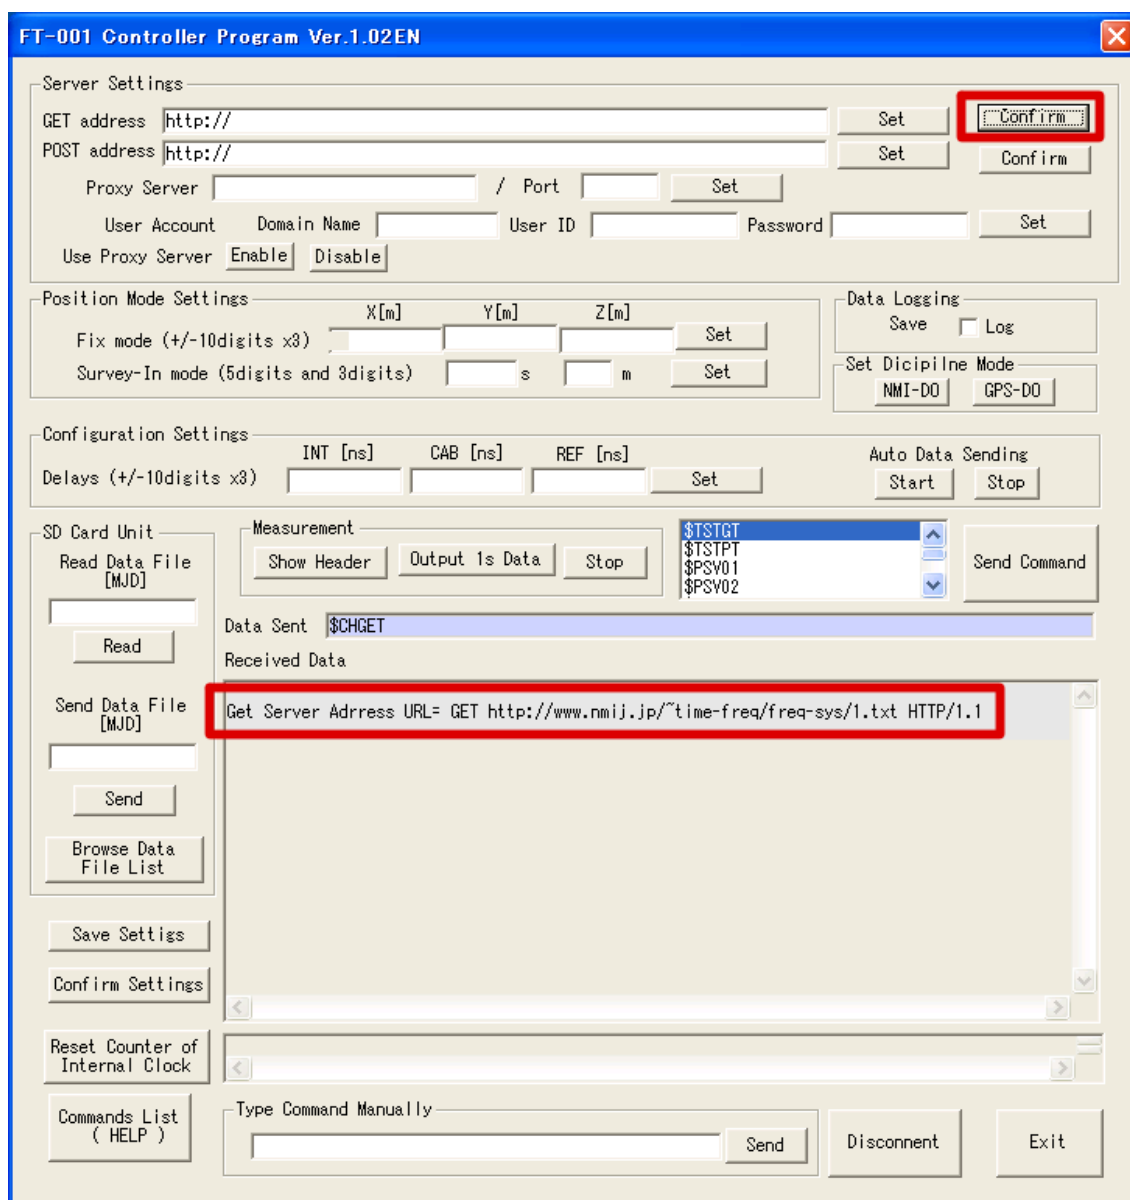 FT-001 Controller Program Ver.1.02EN
Server Settings
GET address http:// Set Confirm
POST address http:// Set Confirm
Proxy Server / Port Set
User Account Domain Name User ID Password Set
Use Proxy Server Enable Disable
Position Mode Settings
X[m] Y[m] Z[m]
Fix mode (+/-10digits x3) Set
Survey-In mode (5digits and 3digits) s m Set
Data Logging
Save Log
Set Dicipilne Mode
NMI-DO GPS-DO
Configuration Settings
INT [ns] CAB [ns] REF [ns]
Delays (+/-10digits x3) Set
Auto Data Sending
Start Stop
SD Card Unit
Read Data File
[MJD]
Read
Send Data File
[MJD]
Send
Browse Data
File List
Measurement
Show Header Output 1s Data Stop
$TSTGT
$TSTPT
$PSV01
$PSV02
Send Command
Data Sent $CHGET
Received Data
Get Server Adrress URL= GET http://www.nmij.jp/~time-freq/freq-sys/1.txt HTTP/1.1
Save Settigs
Confirm Settings
Reset Counter of
Internal Clock
Commands List
( HELP )
Type Command Manually
Send
Disconnent
Exit